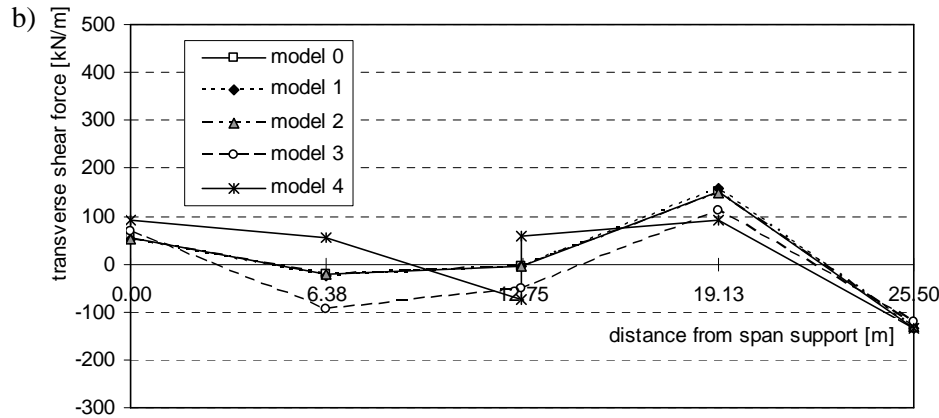 b)
transverse shear force [kN/m]
500
400
300
200
100
0
-100
-200
-300
model 0
model 1
model 2
model 3
model 4
0.00 6.38 19.13 25.50
distance from span support [m]